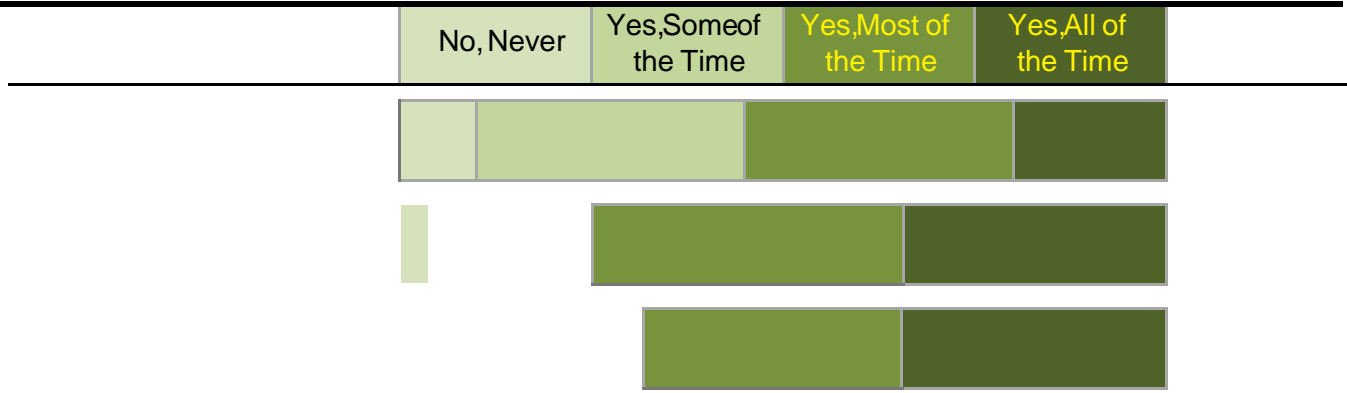 No, Never
Yes,Someof
the Time
Yes,Most of
the Time
Yes,All of
the Time